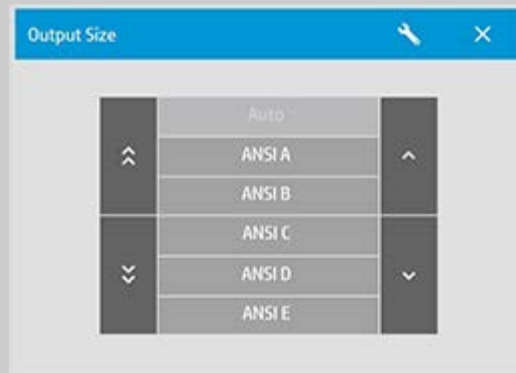 Output Size
Auto
ANSI A
ANSI B
ANSI C
ANSI D
ANSI E